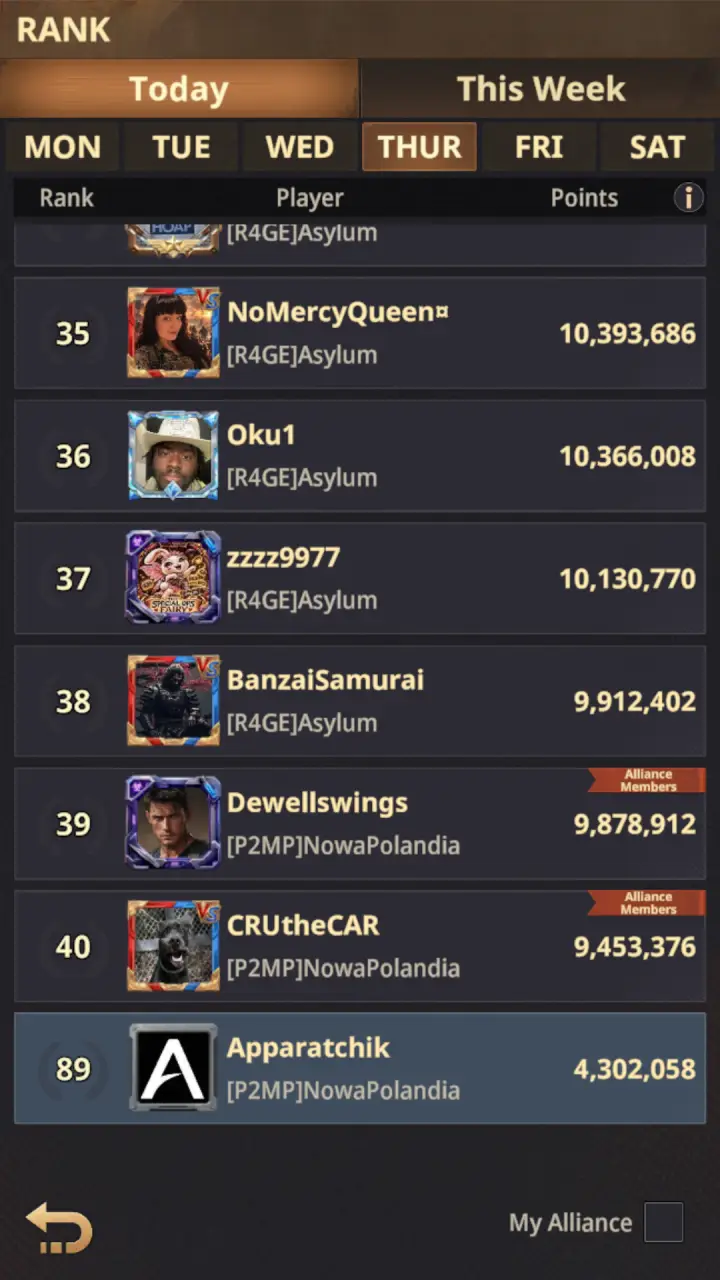 RANK
Today
This Week
MON TUE WED THUR FRI SAT
Rank Player Points
[R4GE]Asylum
35 NoMercyQueen¤ 10,393,686
[R4GE]Asylum
36 Oku1 10,366,008
[R4GE]Asylum
37 zzzz9977 10,130,770
[R4GE]Asylum
38 BanzaiSamurai 9,912,402
[R4GE]Asylum
Alliance
Members
39 Dewellswings 9,878,912
[P2MP]NowaPolandia
Alliance
Members
40 CRUtheCAR 9,453,376
[P2MP]NowaPolandia
89 Apparatchik 4,302,058
[P2MP]NowaPolandia
My Alliance